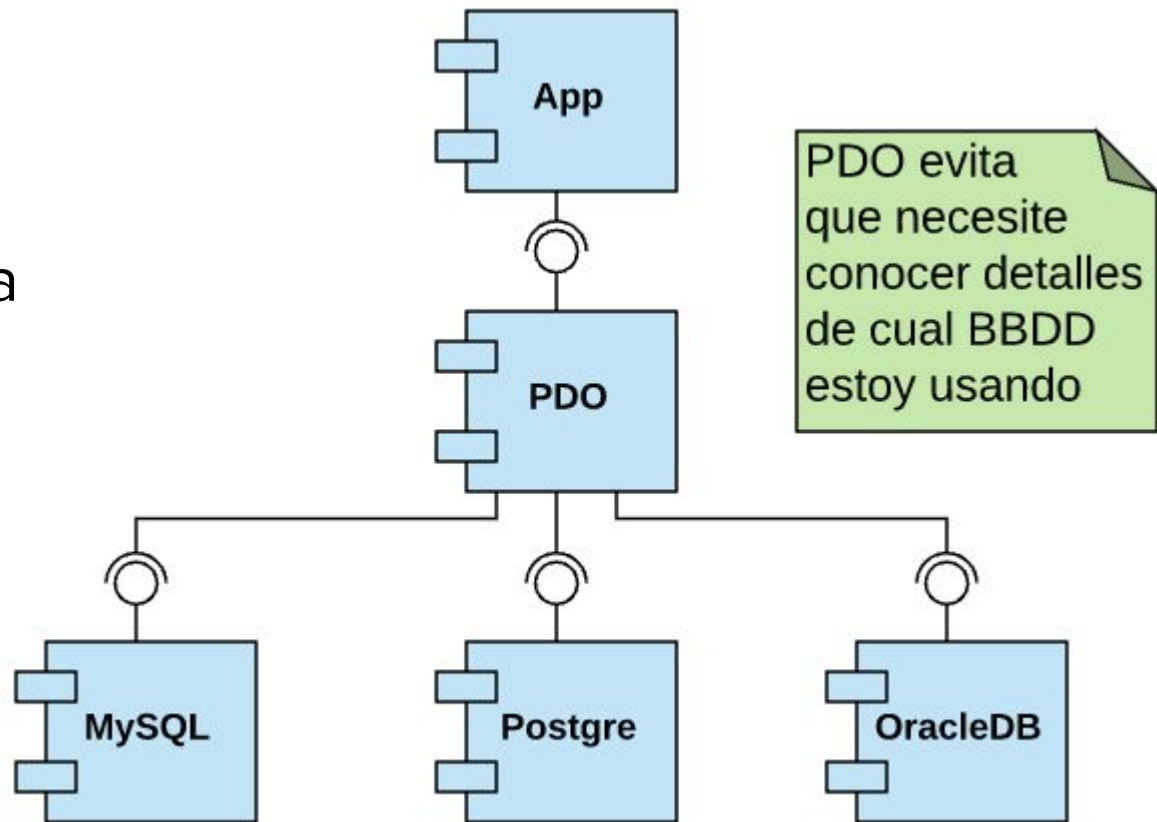 App
PDO evita
que necesite
conocer detalles
de cual BBDD
estoy usando
a
PDO
MySQL
Postgre
OracleDB